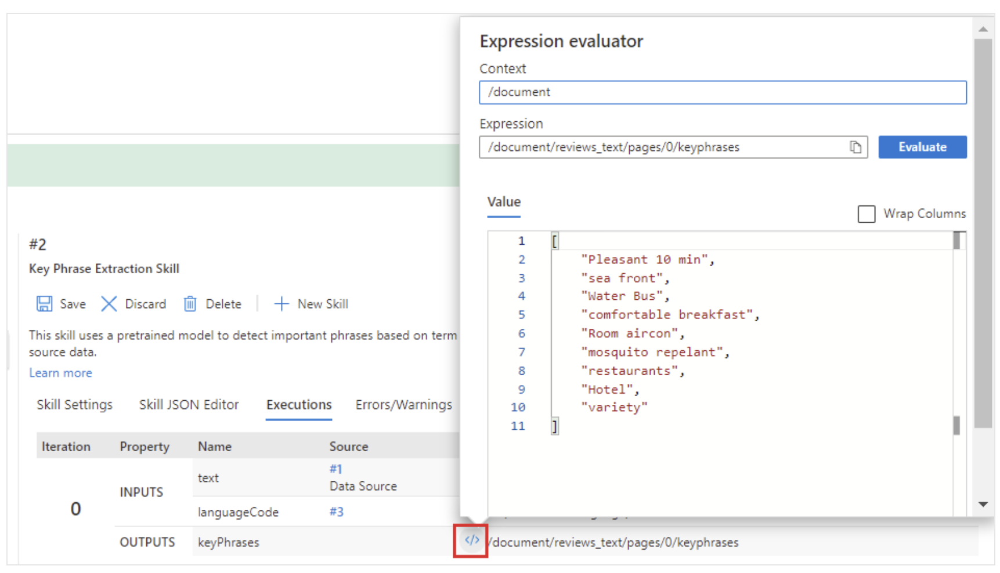 Expression evaluator
Context
/document
Expression
/document/reviews_text/pages/0/keyphrases
Evaluate
Value
Wrap Columns
1 [
2 "Pleasant 10 min",
3 "sea front",
4 "Water Bus",
5 "comfortable breakfast",
6 "Room aircon",
7 "mosquito repelant",
8 "restaurants",
9 "Hotel",
10 "variety"
11 ]
#2
Key Phrase Extraction Skill
Save Discard Delete New Skill
This skill uses a pretrained model to detect important phrases based on term
source data.
Learn more
Skill Settings Skill JSON Editor Executions Errors/Warnings
Iteration Property Name Source
0
INPUTS
text #1
Data Source
languageCode #3
OUTPUTS keyPhrases </> /document/reviews_text/pages/0/keyphrases